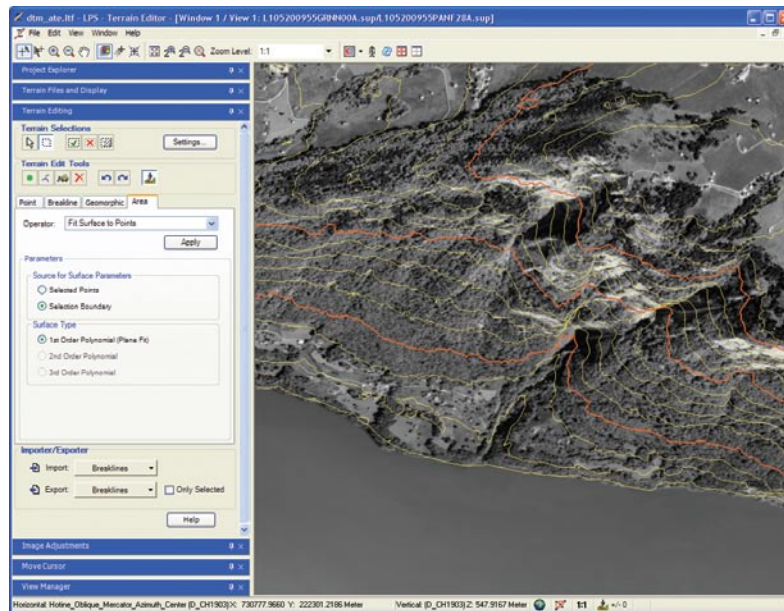 dtm_ate.ltf - LPS - Terrain Editor - [Window 1 / View 1: L105200955GRNN00A.sup/L105200955PANF28A.sup]
File Edit View Window Help
Zoom Level: 1:1
Project Explorer
Terrain Files and Display
Terrain Editing
Terrain Selections
Settings...
Terrain Edit Tools
Point Breakline Geomorphic Area
Operator: Fit Surface to Points
Apply
Parameters
Source for Surface Parameters
Selected Points
Selection Boundary
Surface Type
1st Order Polynomial (Plane Fit)
2nd Order Polynomial
3rd Order Polynomial
Importer/Exporter
Import: Breaklines
Export: Breaklines Only Selected
Help
Image Adjustments
Move Cursor
View Manager
Horizontal: Hotine_Oblique_Mercator_Azimuth_Center (D_CH1903)X: 730777.9660 Y: 222301.2186 Meter Vertical: (D_CH1903) Z: 547.9167 Meter 1:1 +/- 0